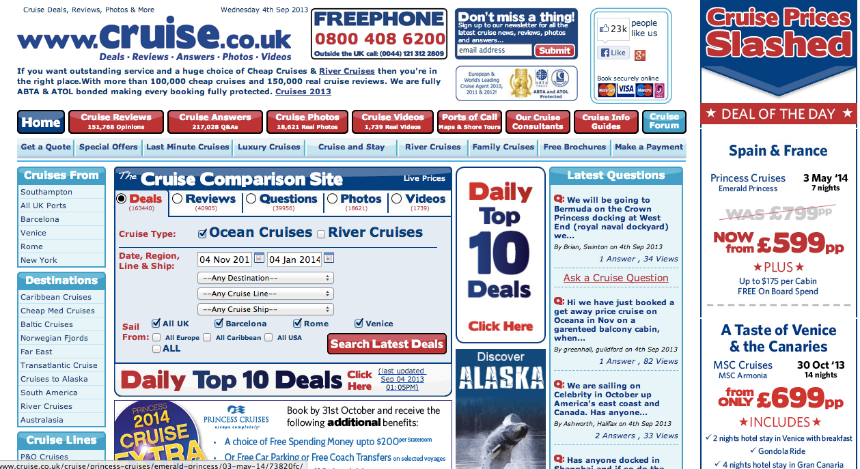 Cruise Deals, Reviews, Photos & More
Wednesday 4th Sep 2013
www.cruise.co.uk
Deals · Reviews · Answers · Photos · Videos
FREEPHONE
0800 408 6200
Outside the UK call: (0044) 121 312 2809
Don't miss a thing!
Sign up to our newsletter for all the
latest cruise news, reviews, photos
and answers...
email address
Submit
23k people
like us
Like
If you want outstanding service and a huge choice of Cheap Cruises & River Cruises then you're in
the right place.With more than 100,000 cheap cruises and 150,000 real cruise reviews. We are fully
ABTA & ATOL bonded making every booking fully protected. Cruises 2013
European &
World's Leading
Cruise Agent 2010,
2011 & 2012!
ABTA and ATOL
Protected
Book securely online
VISA
Home
Cruise Reviews
151,768 Opinions
Cruise Answers
217,028 Q&As
Cruise Photos
18,621 Real Photos
Cruise Videos
1,739 Real Videos
Ports of Call
Maps & Shore Tours
Our Cruise
Consultants
Cruise Info
Guides
Cruise
Forum
Get a Quote
Special Offers
Last Minute Cruises
Luxury Cruises
Cruise and Stay
River Cruises
Family Cruises
Free Brochures
Make a Payment
Cruises From
Southampton
All UK Ports
Barcelona
Venice
Rome
New York
Destinations
Caribbean Cruises
Cheap Med Cruises
Baltic Cruises
Norwegian Fjords
Far East
Transatlantic Cruise
Cruises to Alaska
South America
River Cruises
Australasia
Cruise Lines
P&O Cruises
The Cruise Comparison Site
Live Prices
Deals
(163440)
Reviews
(40905)
Questions
(39956)
Photos
(18621)
Videos
(1739)
Cruise Type:
Ocean Cruises
River Cruises
Date, Region,
Line & Ship:
04 Nov 201
04 Jan 2014
--Any Destination--
--Any Cruise Line--
--Any Cruise Ship--
Sail
From:
All UK
Barcelona
Rome
Venice
All Europe
All Caribbean
All USA
ALL
Search Latest Deals
Daily Top 10 Deals
Click
Here
(last updated
Sep 04 2013
01:05PM)
PRINCESS
2014
CRUISE
EXTRA
PRINCESS CRUISES
escape completely
Book by 31st October and receive the
following additional benefits:
• A choice of Free Spending Money upto $200 per Stateroom
• Or Free Car Parking or Free Coach Transfers on selected voyages
Daily
Top
10
Deals
Click Here
Discover
ALASKA
Latest Questions
Q: We will be going to
Bermuda on the Crown
Princess docking at West
End (royal naval dockyard)
we...
By Brian, Swinton on 4th Sep 2013
1 Answer , 34 Views
Ask a Cruise Question
Q: Hi we have just booked a
get away price cruise on
Oceana in Nov on a
garenteed balcony cabin,
when...
By greenhall, guildford on 4th Sep 2013
1 Answer , 82 Views
Q: We are sailing on
Celebrity in October up
America's east coast and
Canada. Has anyone...
By Ashworth, Halifax on 4th Sep 2013
2 Answers , 33 Views
Q: Has anyone docked in
Cruise Prices
Slashed
★ DEAL OF THE DAY ★
Spain & France
Princess Cruises
Emerald Princess
3 May '14
7 nights
WAS £799pp
NOW
from £599pp
★PLUS★
Up to $175 per Cabin
FREE On Board Spend
A Taste of Venice
& the Canaries
MSC Cruises
MSC Armonia
30 Oct '13
14 nights
from
ONLY £699pp
★INCLUDES★
✓ 2 nights hotel stay in Venice with breakfast
✓ Gondola Ride
✓ 4 nights hotel stay in Gran Canaria
www.cruise.co.uk/cruise/princess-cruises/emerald-princess/03-may-14/73820fc/